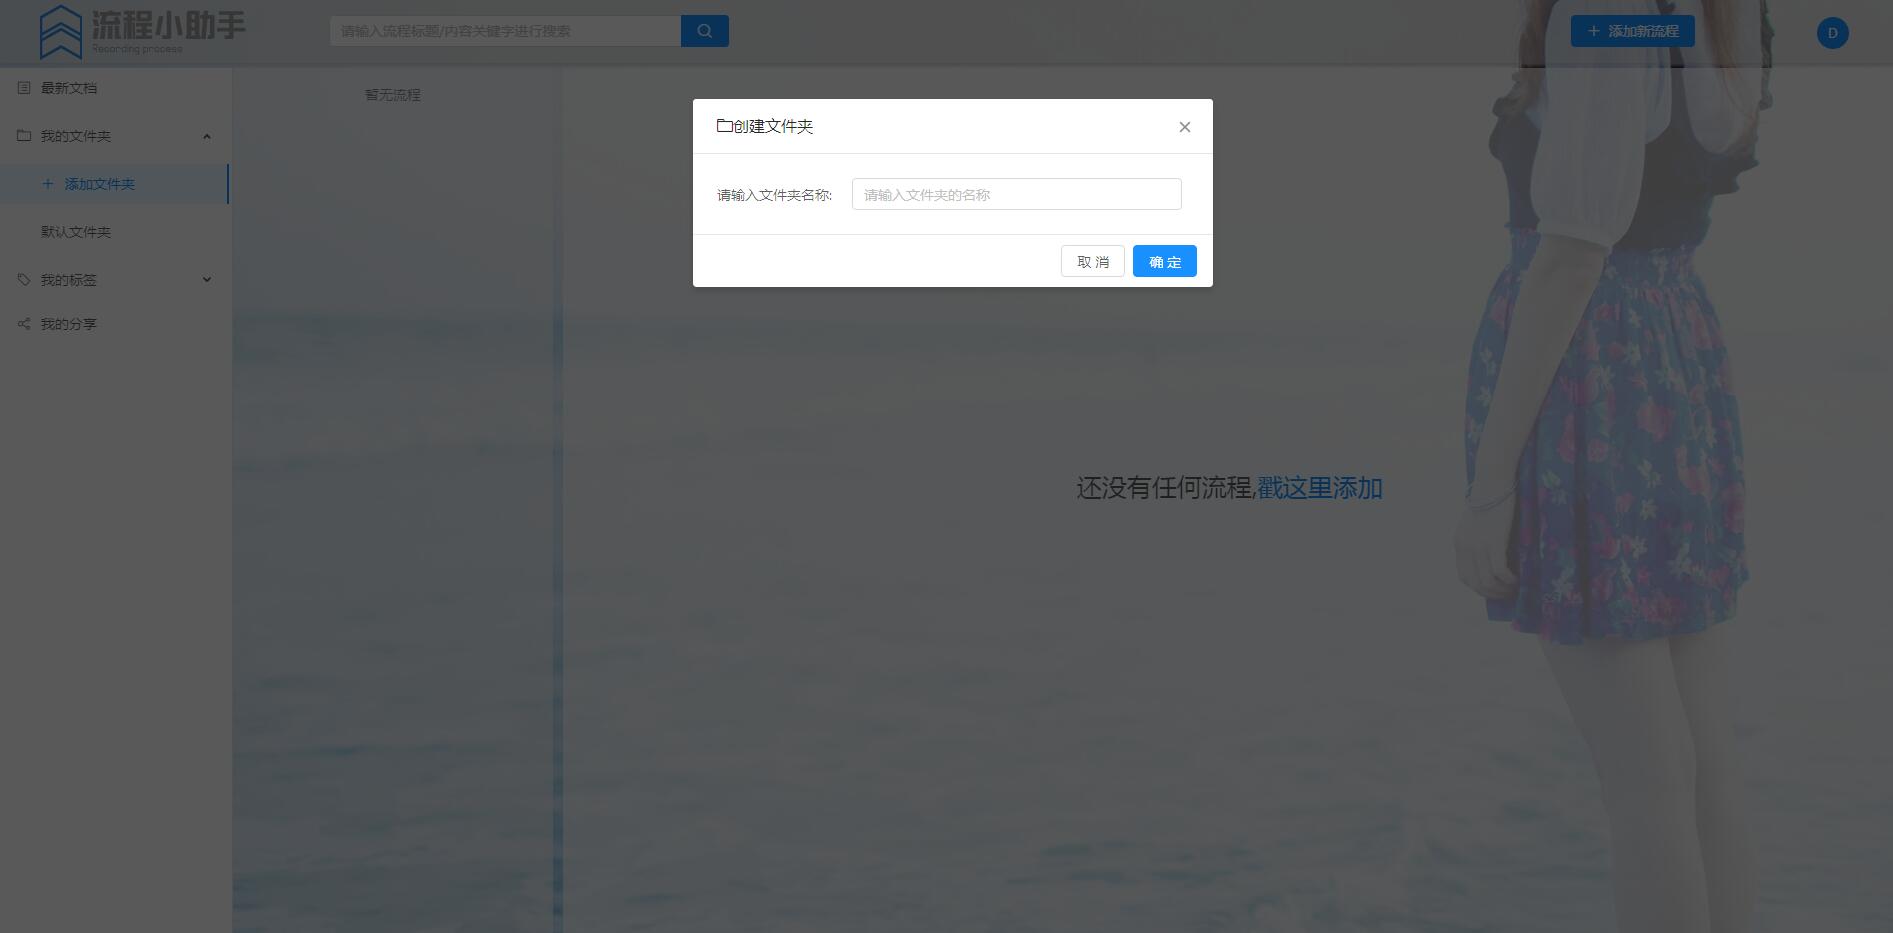 流程小助手
Recording process
请输入流程标题/内容关键字进行搜索
添加新流程
D
最新文档
我的文件夹
添加文件夹
默认文件夹
我的标签
我的分享
暂无流程
创建文件夹
请输入文件夹名称:
请输入文件夹的名称
取 消
确 定
还没有任何流程,戳这里添加